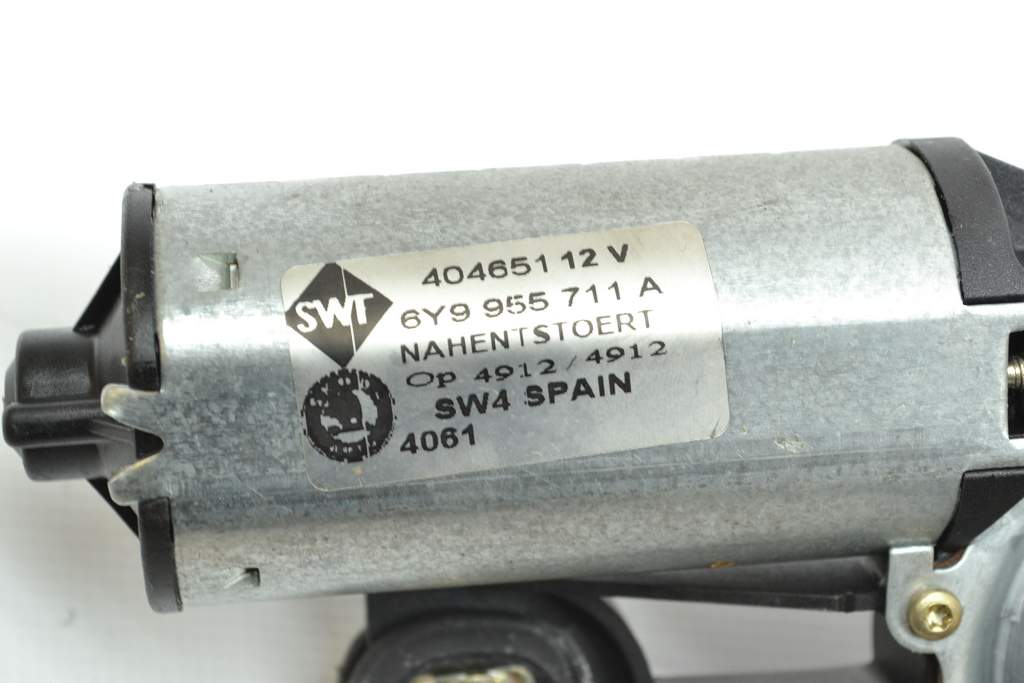 SWT
404651 12 V
6Y9 955 711 A
NAHENTSTOERT
Op 4912 / 4912
SW4 SPAIN
4061